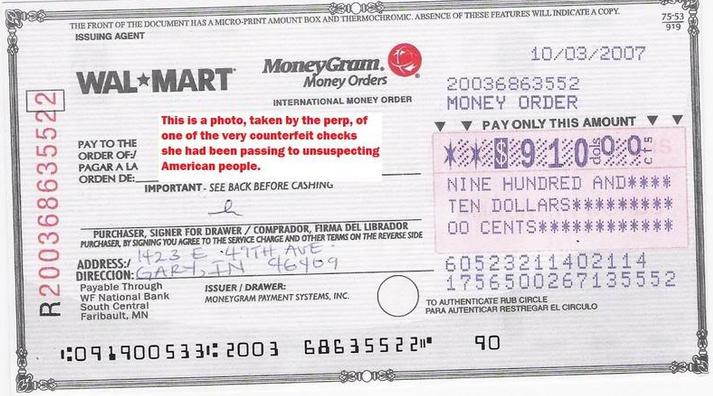 THE FRONT OF THE DOCUMENT HAS A MICRO-PRINT AMOUNT BOX AND THERMOCHROMIC. ABSENCE OF THESE FEATURES WILL INDICATE A COPY.
75-53
919
ISSUING AGENT
10/03/2007
WAL★MART
MoneyGram.
Money Orders
INTERNATIONAL MONEY ORDER
20036863552
MONEY ORDER
This is a photo, taken by the perp, of
one of the very counterfeit checks
she had been passing to unsuspecting
American people.
PAY ONLY THIS AMOUNT
**$910dols00cts
PAY TO THE
ORDER OF:/
PAGAR A LA
ORDEN DE:
NINE HUNDRED AND****
TEN DOLLARS*********
00 CENTS************
IMPORTANT - SEE BACK BEFORE CASHING
PURCHASER, SIGNER FOR DRAWER / COMPRADOR, FIRMA DEL LIBRADOR
PURCHASER, BY SIGNING YOU AGREE TO THE SERVICE CHARGE AND OTHER TERMS ON THE REVERSE SIDE
ADDRESS:/ 1423 E. 47TH AVE.
DIRECCION: GARY, IN 46409
60523211402114
17565002671 35552
Payable Through
WF National Bank
South Central
Faribault, MN
ISSUER / DRAWER:
MONEYGRAM PAYMENT SYSTEMS, INC.
TO AUTHENTICATE RUB CIRCLE
PARA AUTENTICAR RESTREGAR EL CIRCULO
R200368635522
⑆091900533⑆ 2003 68635522⑈ 90